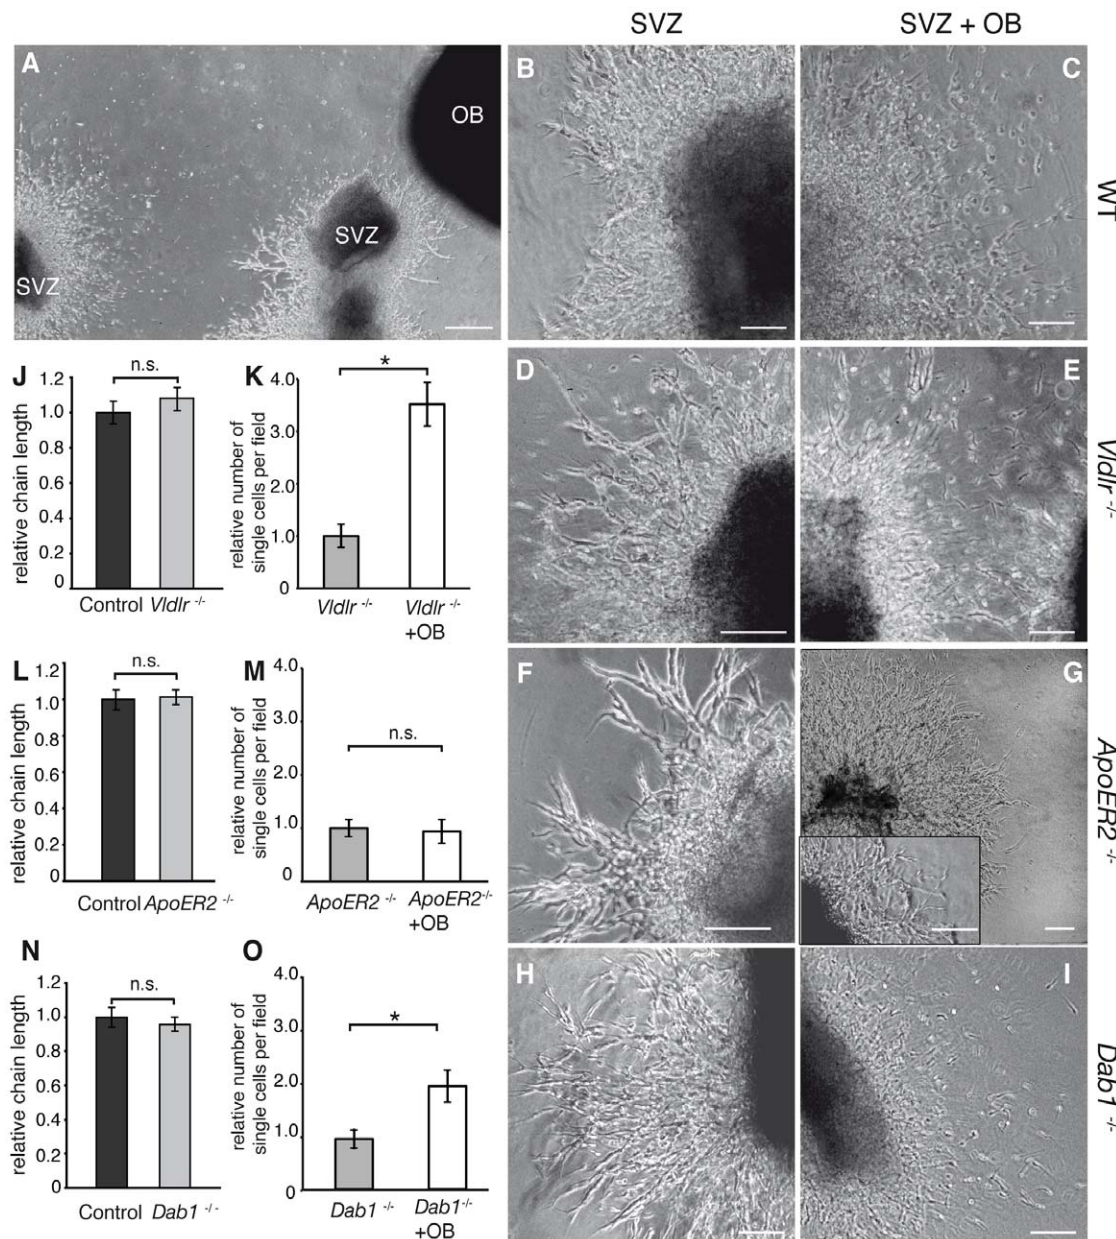 SVZ
SVZ + OB
A
OB
SVZ
SVZ
B
C
WT
J
n.s.
relative chain length
1.2
1.0
0.8
0.6
0.4
0.2
0
Control Vldlr -/-
K
*
relative number of
single cells per field
4.0
3.0
2.0
1.0
0
Vldlr -/-
Vldlr -/-
+OB
D
E
Vldlr -/-
L
n.s.
relative chain length
1.2
1.0
0.8
0.6
0.4
0.2
0
Control ApoER2 -/-
M
n.s.
relative number of
single cells per field
4.0
3.0
2.0
1.0
0
ApoER2 -/-
ApoER2-/-
+OB
F
G
ApoER2 -/-
N
n.s.
relative chain length
1.2
1.0
0.8
0.6
0.4
0.2
0
Control Dab1 -/-
O
*
relative number of
single cells per field
4.0
3.0
2.0
1.0
0
Dab1 -/-
Dab1-/-
+OB
H
I
Dab1 -/-